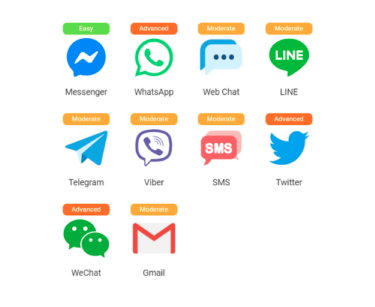 Easy Advanced Moderate Moderate
LINE
Messenger WhatsApp Web Chat LINE
Moderate Moderate Moderate Advanced
SMS
Telegram Viber SMS Twitter
Advanced Moderate
WeChat Gmail